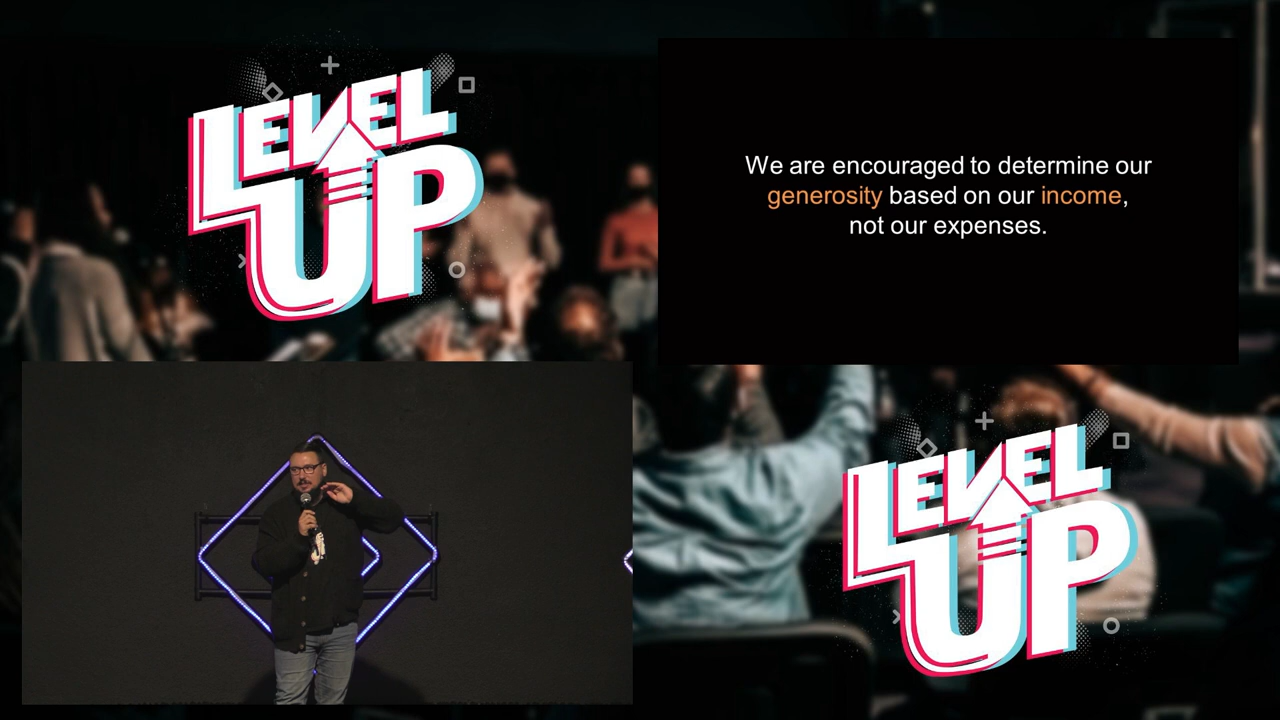 LEVEL
UP
We are encouraged to determine our
generosity based on our income,
not our expenses.
LEVEL
UP